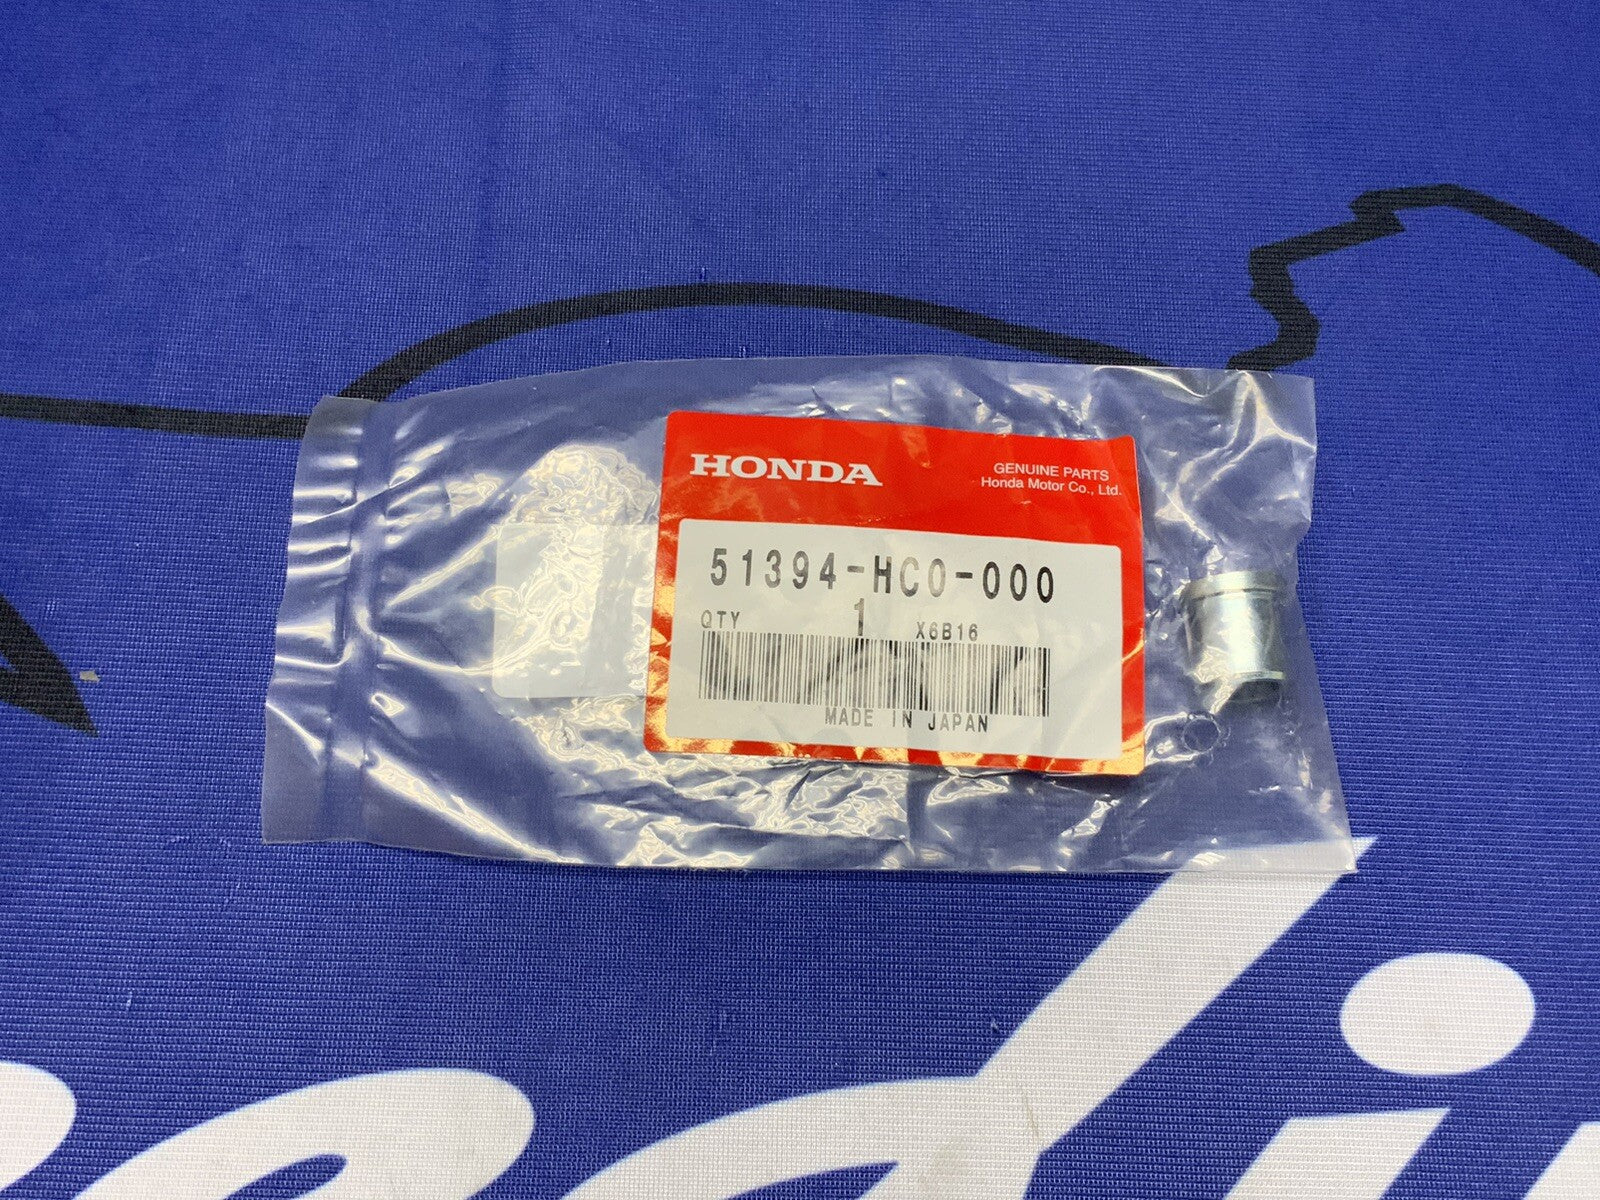 HONDA
GENUINE PARTS
Honda Motor Co., Ltd.
51394-HC0-000
QTY 1 X6B16
MADE IN JAPAN